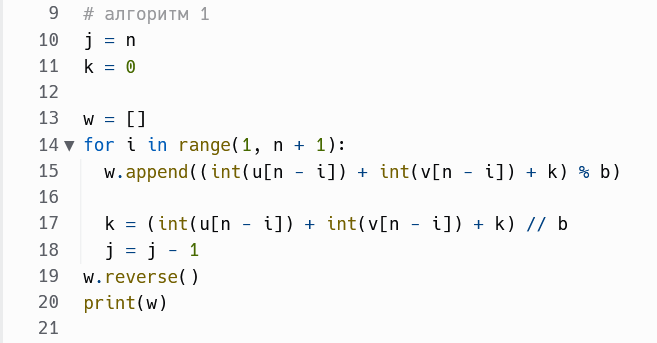 9 # алгоритм 1
10 j = n
11 k = 0
12
13 w = []
14 for i in range(1, n + 1):
15   w.append((int(u[n - i]) + int(v[n - i]) + k) % b)
16
17   k = (int(u[n - i]) + int(v[n - i]) + k) // b
18   j = j - 1
19 w.reverse()
20 print(w)
21